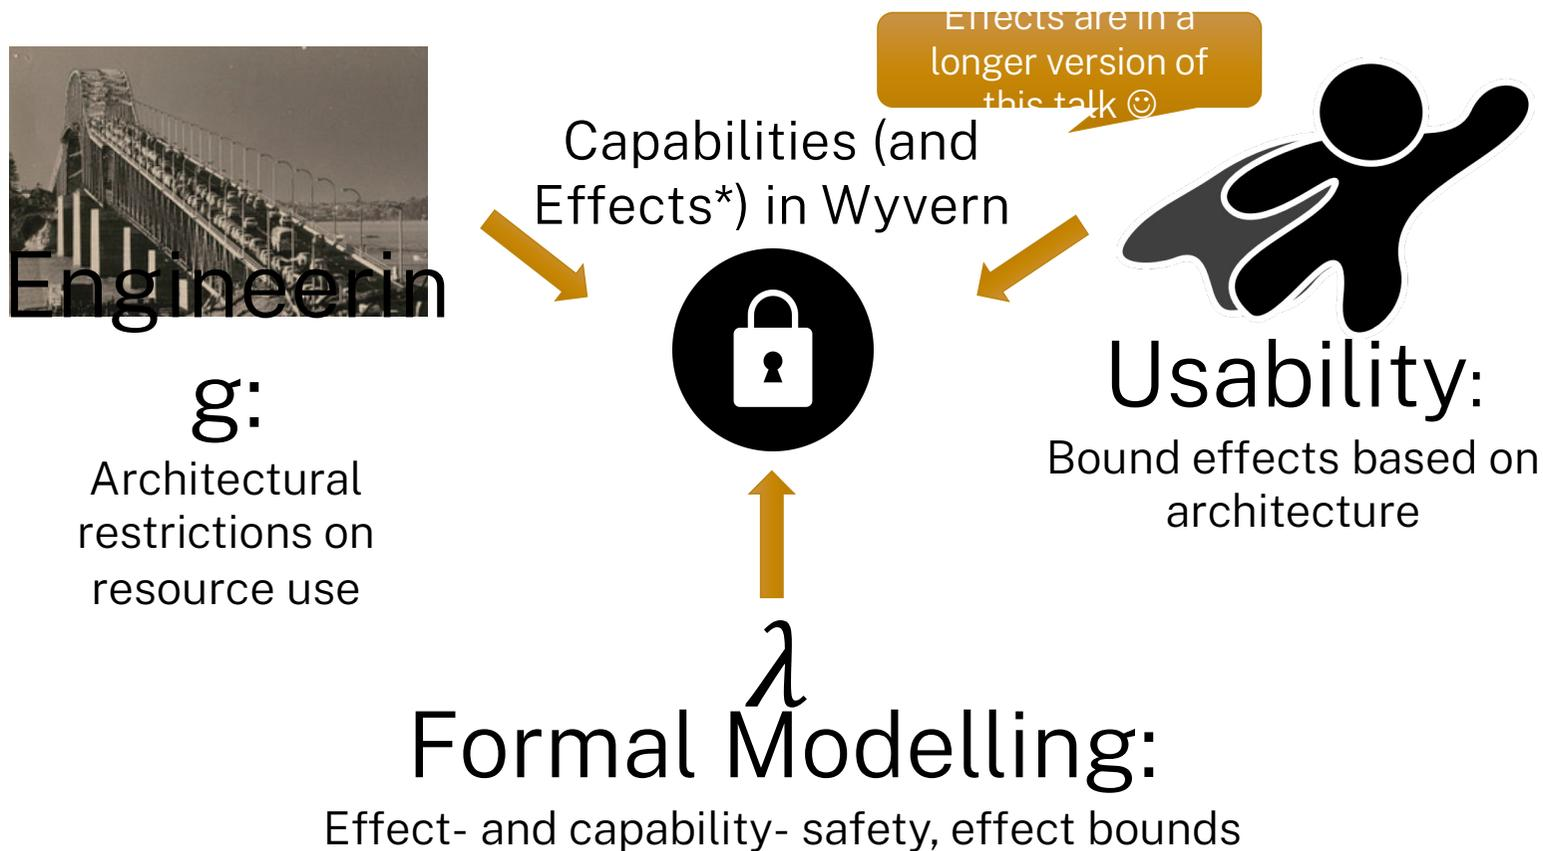 Effects are in a
longer version of
this talk ☺
Capabilities (and
Effects*) in Wyvern
Engineerin
g:
Architectural
restrictions on
resource use
Usability:
Bound effects based on
architecture
λ
Formal Modelling:
Effect- and capability- safety, effect bounds